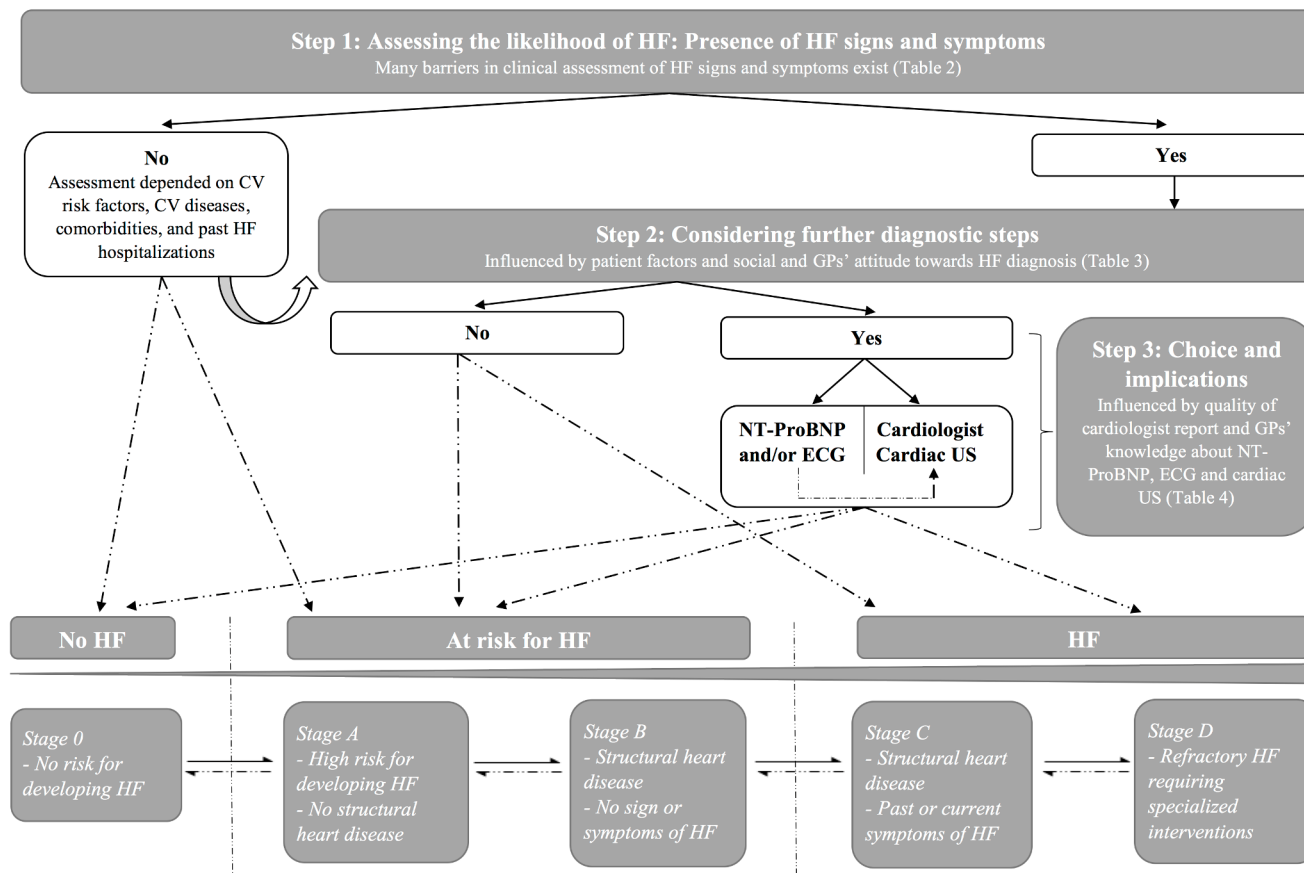 Step 1: Assessing the likelihood of HF: Presence of HF signs and symptoms
Many barriers in clinical assessment of HF signs and symptoms exist (Table 2)
No
Assessment depended on CV
risk factors, CV diseases,
comorbidities, and past HF
hospitalizations
Yes
Step 2: Considering further diagnostic steps
Influenced by patient factors and social and GPs’ attitude towards HF diagnosis (Table 3)
No
Yes
NT-ProBNP
and/or ECG
Cardiologist
Cardiac US
Step 3: Choice and
implications
Influenced by quality of
cardiologist report and GPs’
knowledge about NT-
ProBNP, ECG and cardiac
US (Table 4)
No HF
At risk for HF
HF
Stage 0
- No risk for
developing HF
Stage A
- High risk for
developing HF
- No structural
heart disease
Stage B
- Structural heart
disease
- No sign or
symptoms of HF
Stage C
- Structural heart
disease
- Past or current
symptoms of HF
Stage D
- Refractory HF
requiring
specialized
interventions